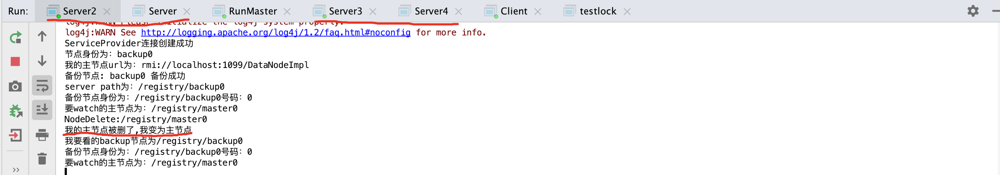 Run: Server2 Server RunMaster Server3 Server4 Client testlock
log4j:WARN Please initialize the log4j system property.
log4j:WARN See http://logging.apache.org/log4j/1.2/faq.html#noconfig for more info.
ServiceProvider连接创建成功
节点身份为：backup0
我的主节点url为：rmi://localhost:1099/DataNodeImpl
备份节点: backup0 备份成功
server path为：/registry/backup0
备份节点身份为：/registry/backup0号码：0
要watch的主节点为：/registry/master0
NodeDelete:/registry/master0
我的主节点被删了,我变为主节点
我要看的backup节点为/registry/backup0
备份节点身份为：/registry/backup0号码：0
要watch的主节点为：/registry/master0